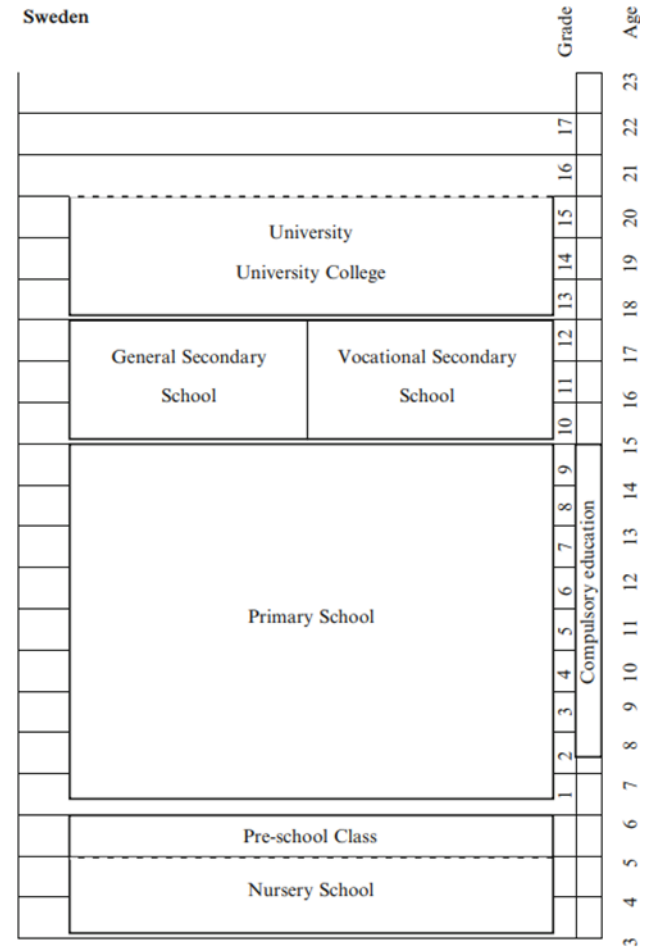 Sweden
Grade
Age
23
17
22
16
21
15
20
University
14
19
University College
13
18
12
General Secondary
Vocational Secondary
17
School
School
11
16
10
15
9
14
8
13
7
12
6
Primary School
Compulsory education
5
11
4
10
3
9
2
8
1
7
Pre-school Class
6
5
Nursery School
4
3